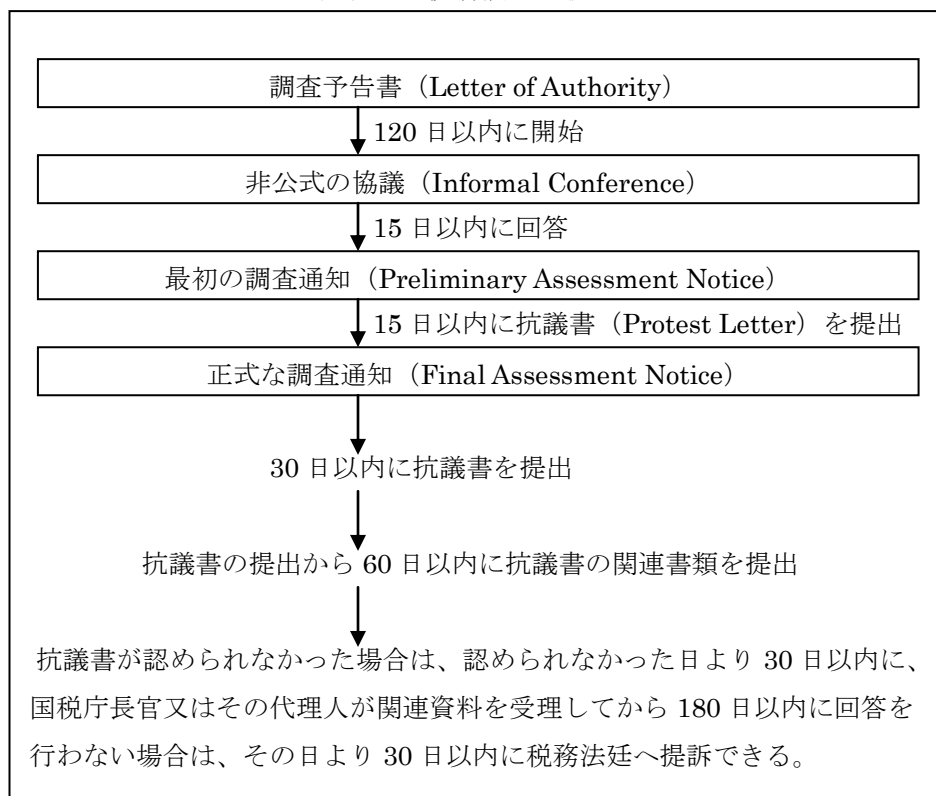 調査予告書（Letter of Authority）
120 日以内に開始
非公式の協議（Informal Conference）
15 日以内に回答
最初の調査通知（Preliminary Assessment Notice）
15 日以内に抗議書（Protest Letter）を提出
正式な調査通知（Final Assessment Notice）
30 日以内に抗議書を提出
抗議書の提出から 60 日以内に抗議書の関連書類を提出
抗議書が認められなかった場合は、認められなかった日より 30 日以内に、
国税庁長官又はその代理人が関連資料を受理してから 180 日以内に回答を
行わない場合は、その日より 30 日以内に税務法廷へ提訴できる。